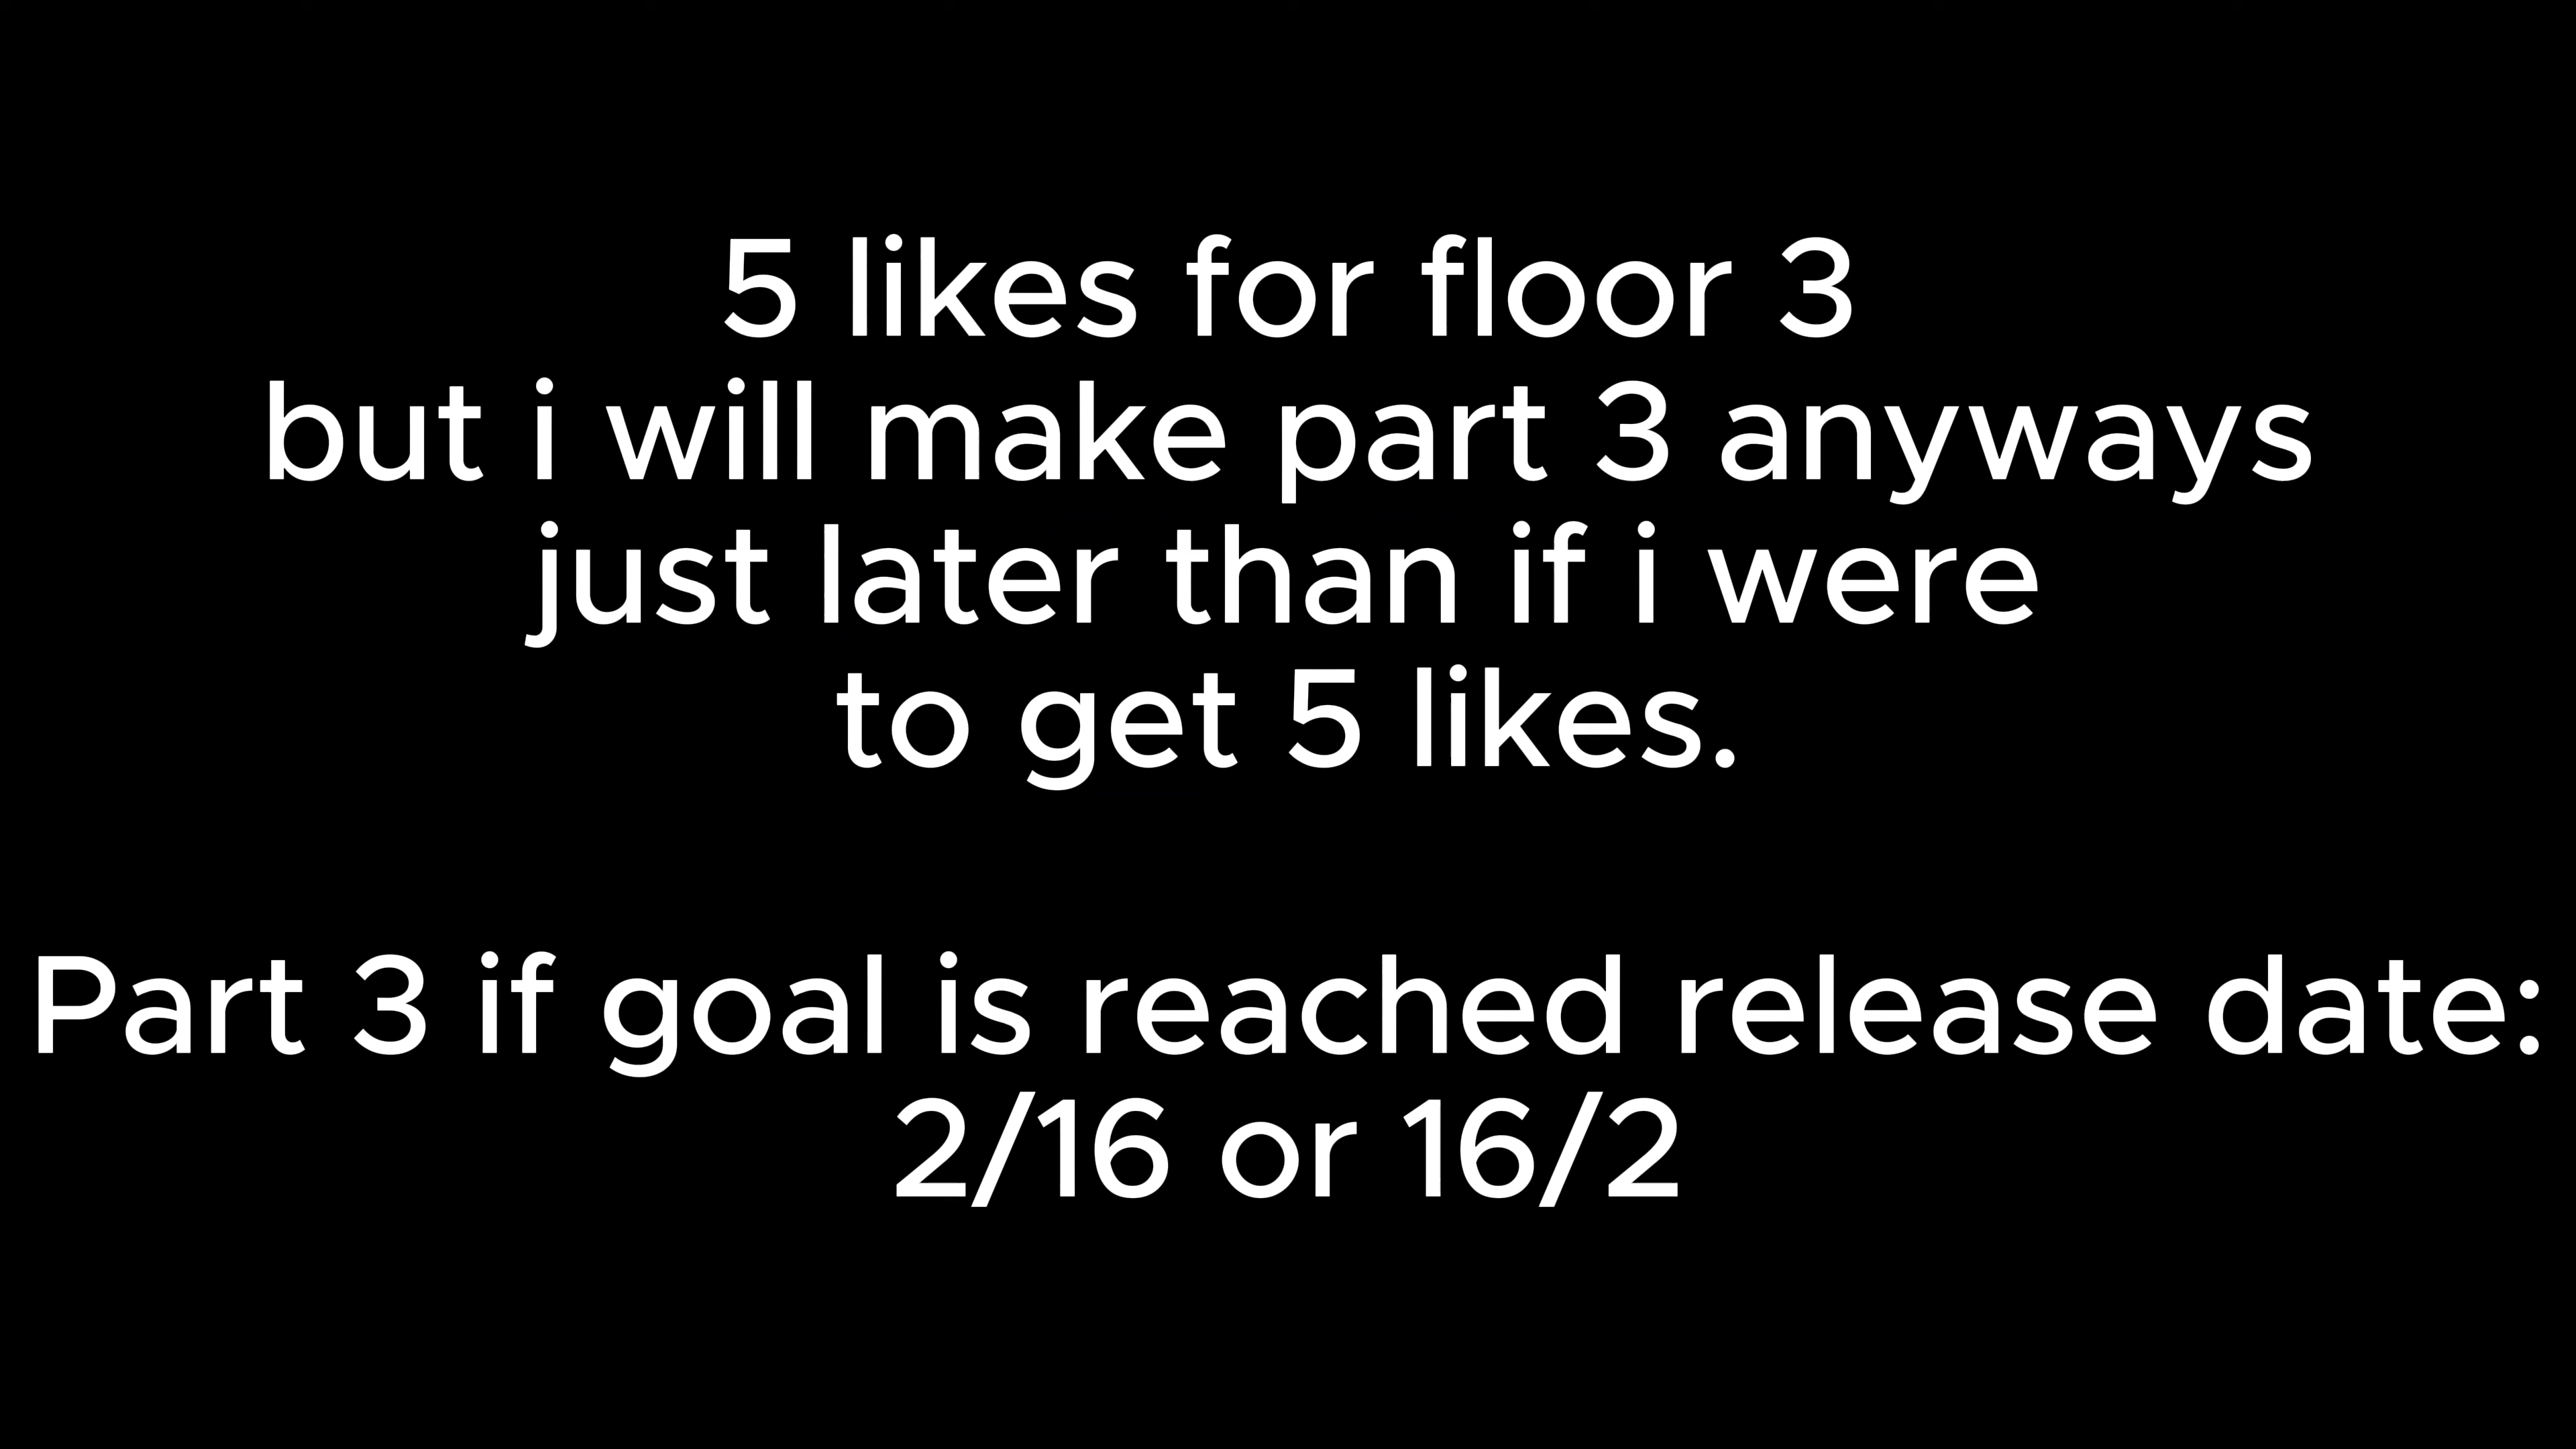 5 likes for floor 3
but i will make part 3 anyways
just later than if i were
to get 5 likes.
Part 3 if goal is reached release date:
2/16 or 16/2